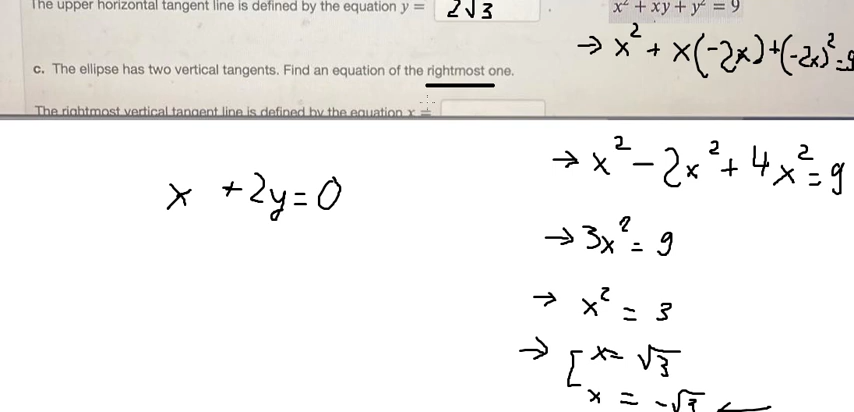 The upper horizontal tangent line is defined by the equation y = 2√3
x² + xy + y² = 9
→ x² + x(-2x) + (-2x)² = 9
c. The ellipse has two vertical tangents. Find an equation of the rightmost one.
The rightmost vertical tangent line is defined by the equation x =
→ x² - 2x² + 4x² = 9
x + 2y = 0
→ 3x² = 9
→ x² = 3
→ [ x = √3
x = -√3 ←